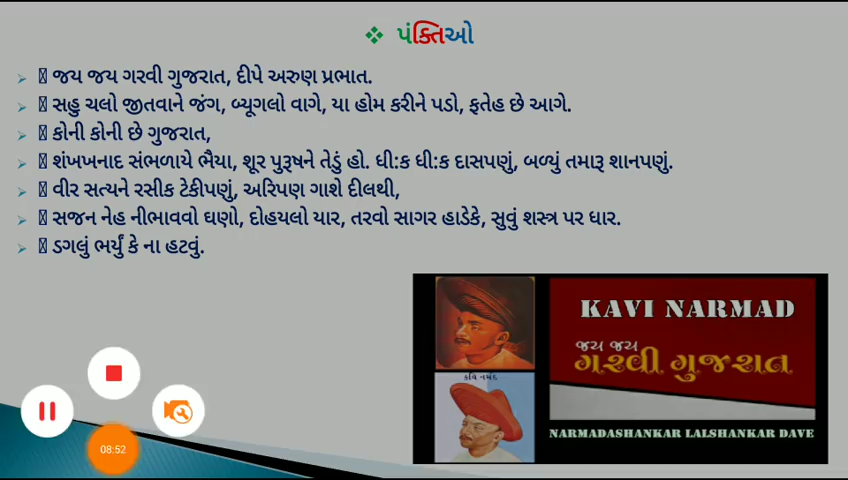 પંક્તિઓ
જય જય ગરવી ગુજરાત, દીપે અરુણ પ્રભાત.
સહુ ચલો જીતવાને જંગ, બ્યૂગલો વાગે, યા હોમ કરીને પડો, ફતેહ છે આગે.
કોની કોની છે ગુજરાત,
શંખખનાદ સંભળાયે ભૈયા, શૂર પુરૂષને તેડું હો. ધી:ક ધી:ક દાસપણું, બળ્યું તમારૂ શાનપણું.
વીર સત્યને રસીક ટેકીપણું, અરિપણ ગાશે દીલથી,
સજન નેહ નીભાવવો ઘણો, દોહયલો યાર, તરવો સાગર હાડેકે, સુવું શસ્ત્ર પર ધાર.
ડગલું ભર્યું કે ના હટવું.
KAVI NARMAD
જય જય
ગરવી ગુજરાત
કવિ નર્મદ
NARMADASHANKAR LALSHANKAR DAVE
08:52